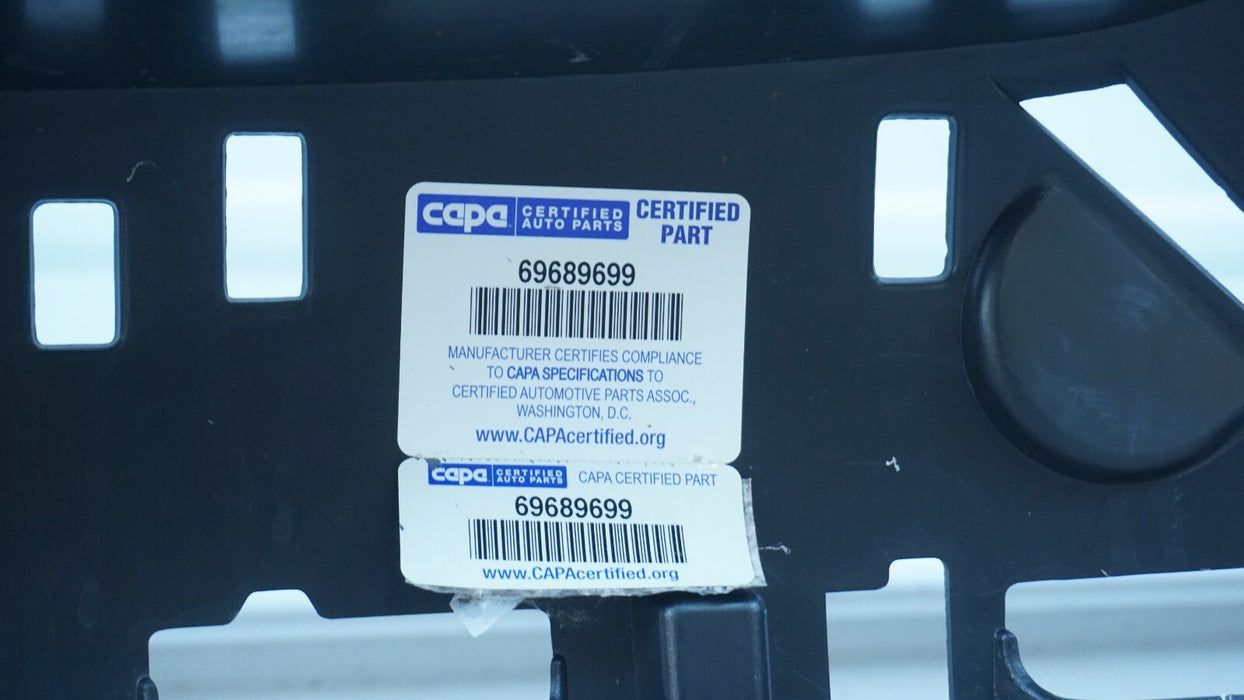 capa CERTIFIED AUTO PARTS CERTIFIED PART
69689699
MANUFACTURER CERTIFIES COMPLIANCE
TO CAPA SPECIFICATIONS TO
CERTIFIED AUTOMOTIVE PARTS ASSOC.,
WASHINGTON, D.C.
www.CAPAcertified.org
capa CERTIFIED AUTO PARTS CAPA CERTIFIED PART
69689699
www.CAPAcertified.org